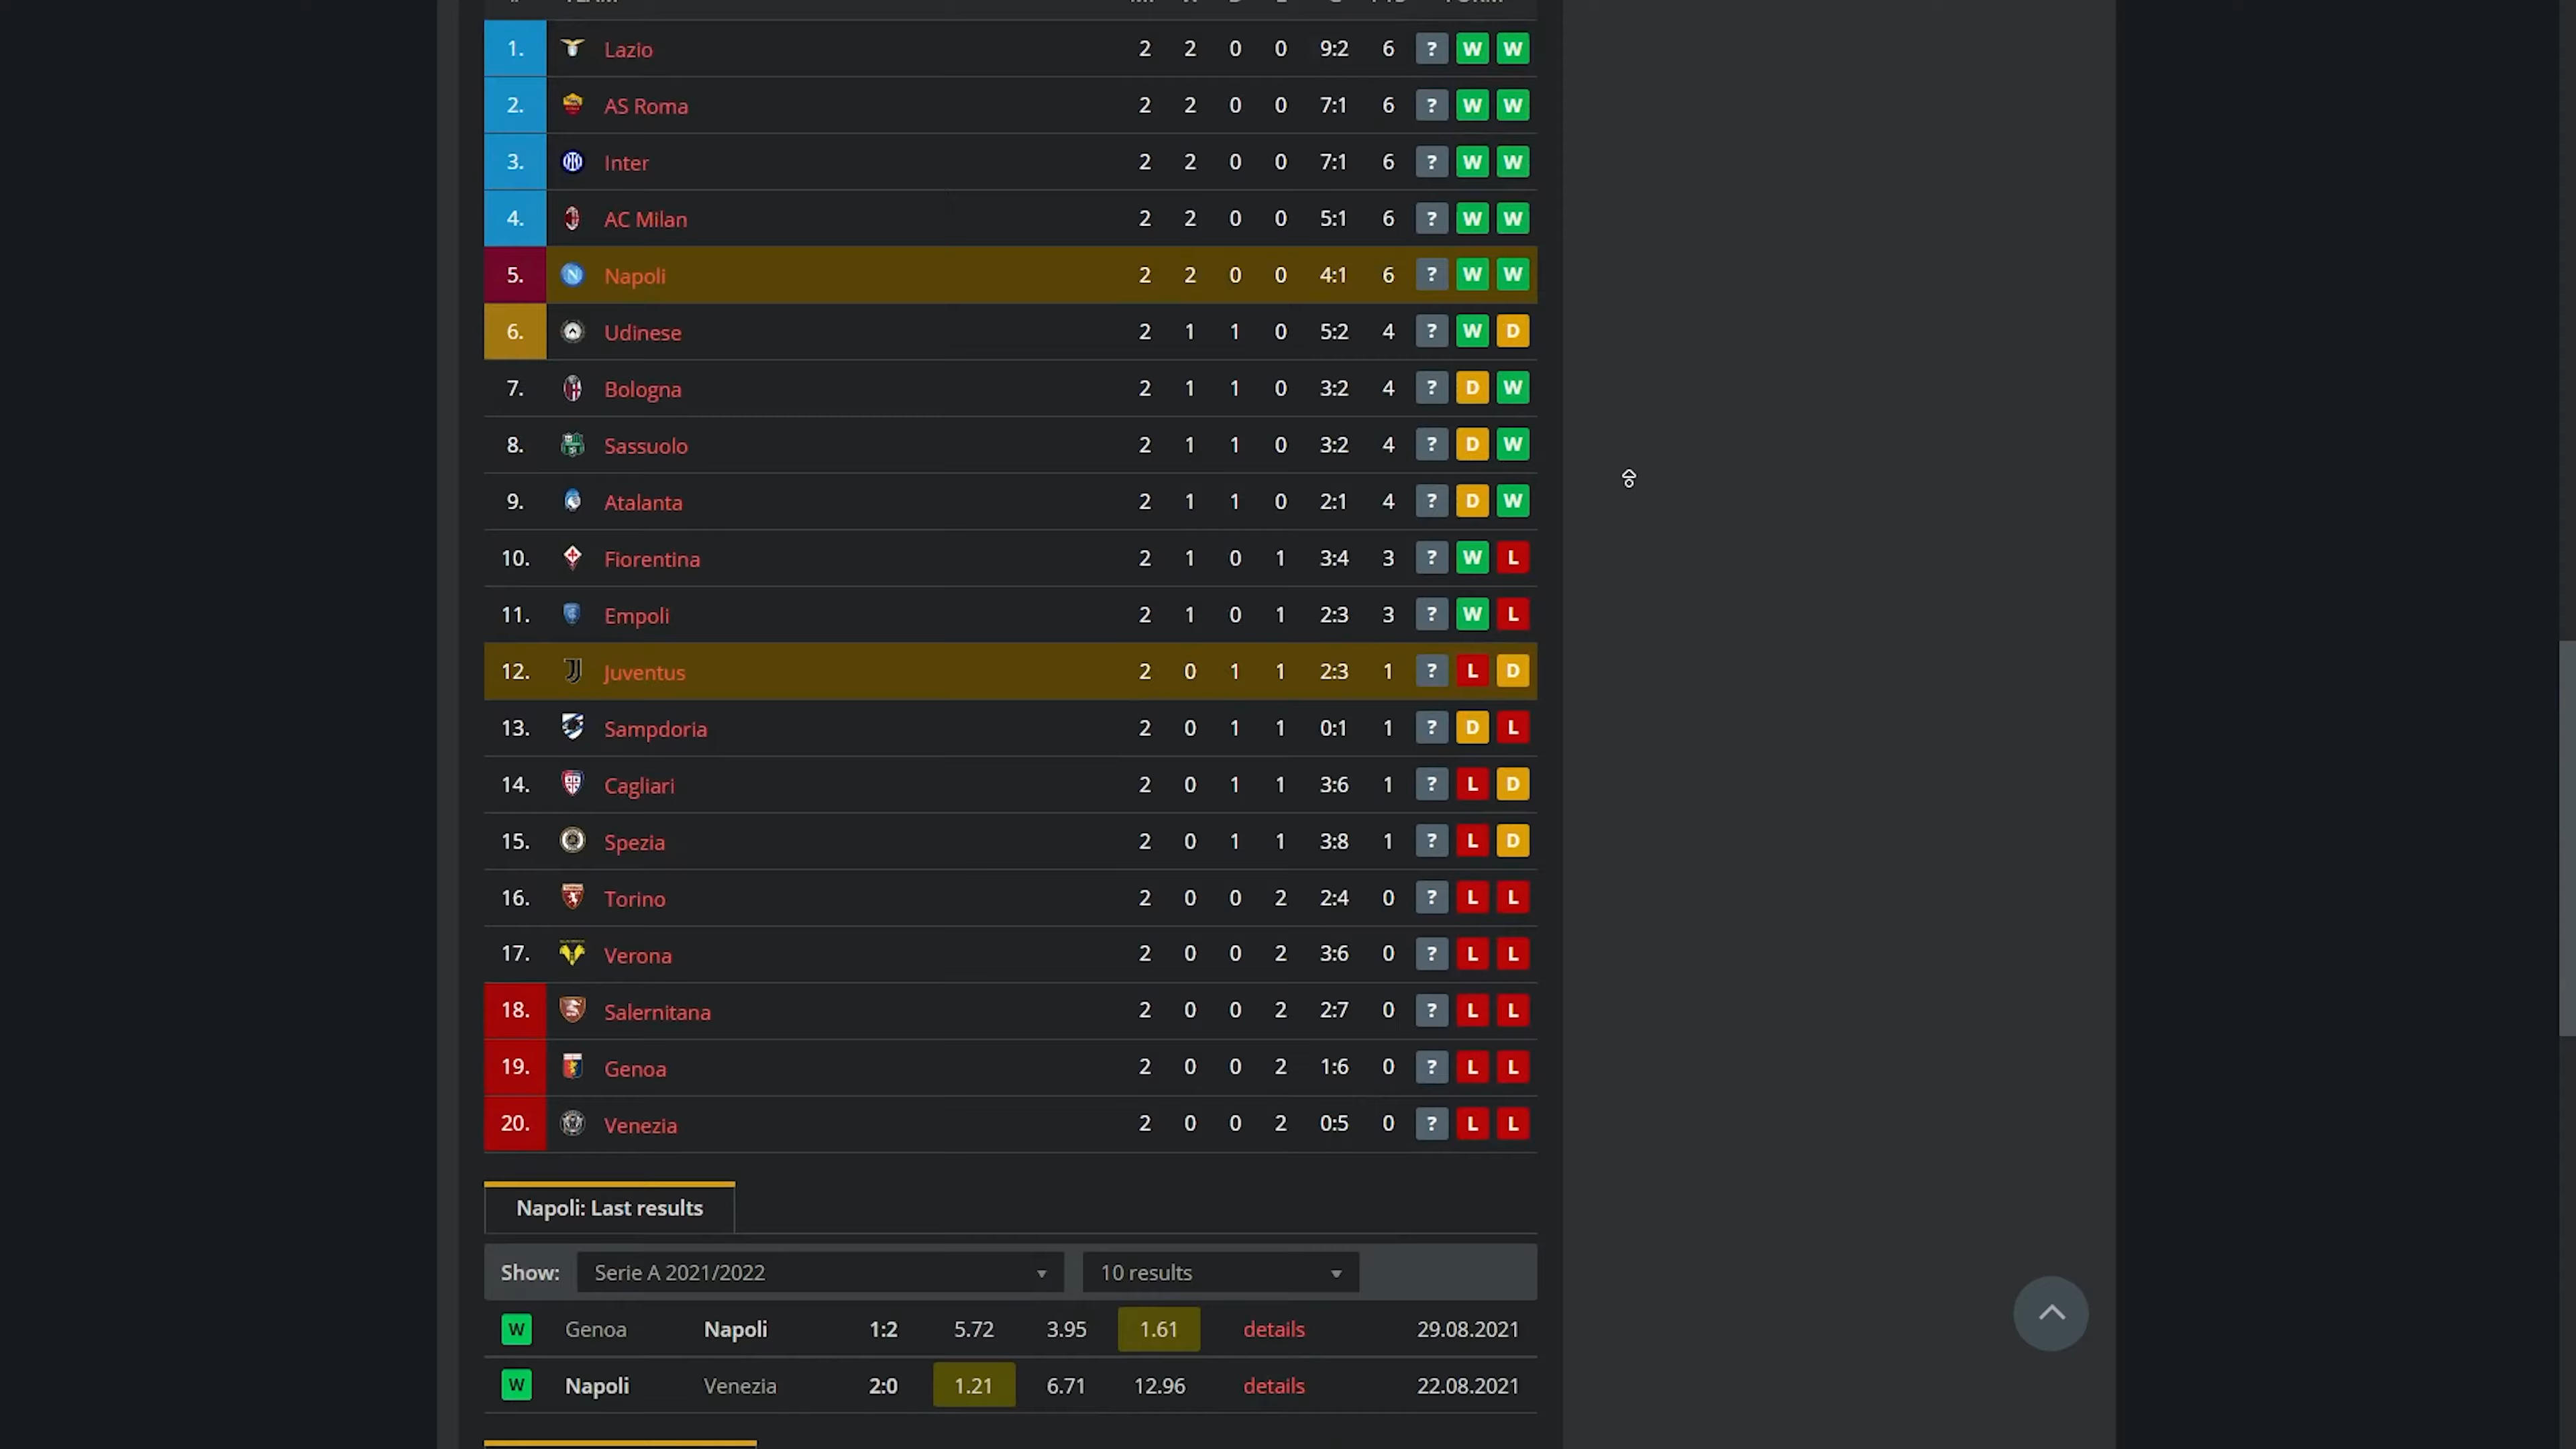 1. Lazio 2 2 0 0 9:2 6 ? W W
2. AS Roma 2 2 0 0 7:1 6 ? W W
3. Inter 2 2 0 0 7:1 6 ? W W
4. AC Milan 2 2 0 0 5:1 6 ? W W
5. Napoli 2 2 0 0 4:1 6 ? W W
6. Udinese 2 1 1 0 5:2 4 ? W D
7. Bologna 2 1 1 0 3:2 4 ? D W
8. Sassuolo 2 1 1 0 3:2 4 ? D W
9. Atalanta 2 1 1 0 2:1 4 ? D W
10. Fiorentina 2 1 0 1 3:4 3 ? W L
11. Empoli 2 1 0 1 2:3 3 ? W L
12. Juventus 2 0 1 1 2:3 1 ? L D
13. Sampdoria 2 0 1 1 0:1 1 ? D L
14. Cagliari 2 0 1 1 3:6 1 ? L D
15. Spezia 2 0 1 1 3:8 1 ? L D
16. Torino 2 0 0 2 2:4 0 ? L L
17. Verona 2 0 0 2 3:6 0 ? L L
18. Salernitana 2 0 0 2 2:7 0 ? L L
19. Genoa 2 0 0 2 1:6 0 ? L L
20. Venezia 2 0 0 2 0:5 0 ? L L
Napoli: Last results
Show: Serie A 2021/2022 10 results
W Genoa Napoli 1:2 5.72 3.95 1.61 details 29.08.2021
W Napoli Venezia 2:0 1.21 6.71 12.96 details 22.08.2021